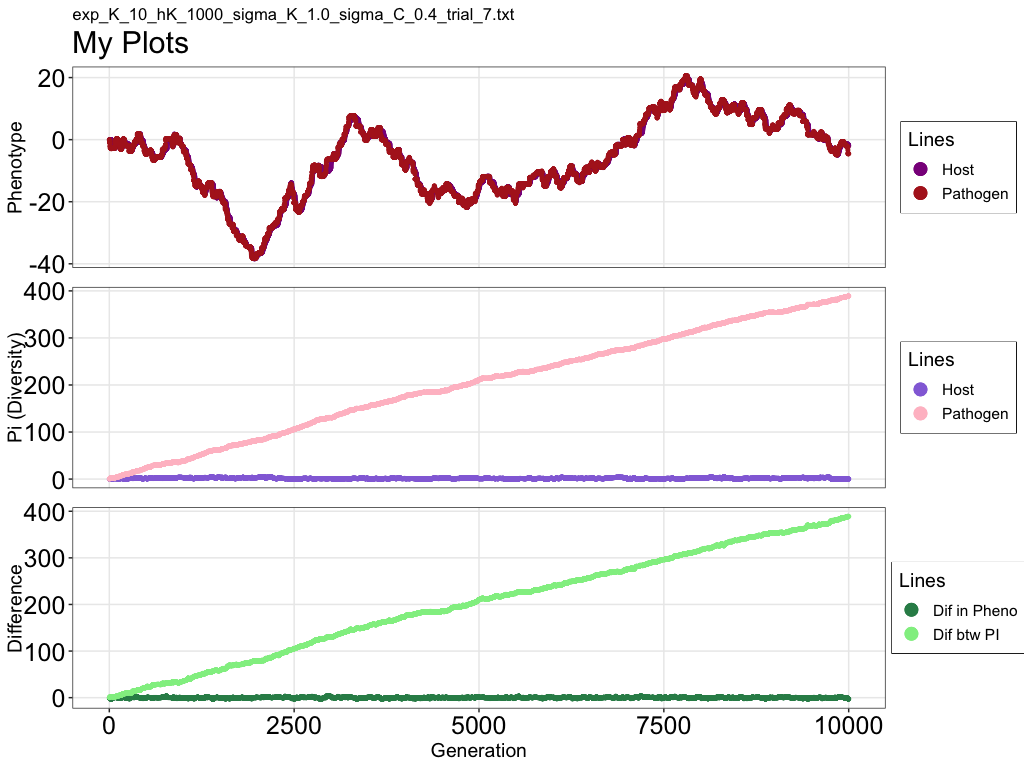 exp_K_10_hK_1000_sigma_K_1.0_sigma_C_0.4_trial_7.txt
My Plots
Phenotype
20
0
-20
-40
Lines
Host
Pathogen
Pi (Diversity)
400
300
200
100
0
Lines
Host
Pathogen
Difference
400
300
200
100
0
Lines
Dif in Pheno
Dif btw PI
0 2500 5000 7500 10000
Generation